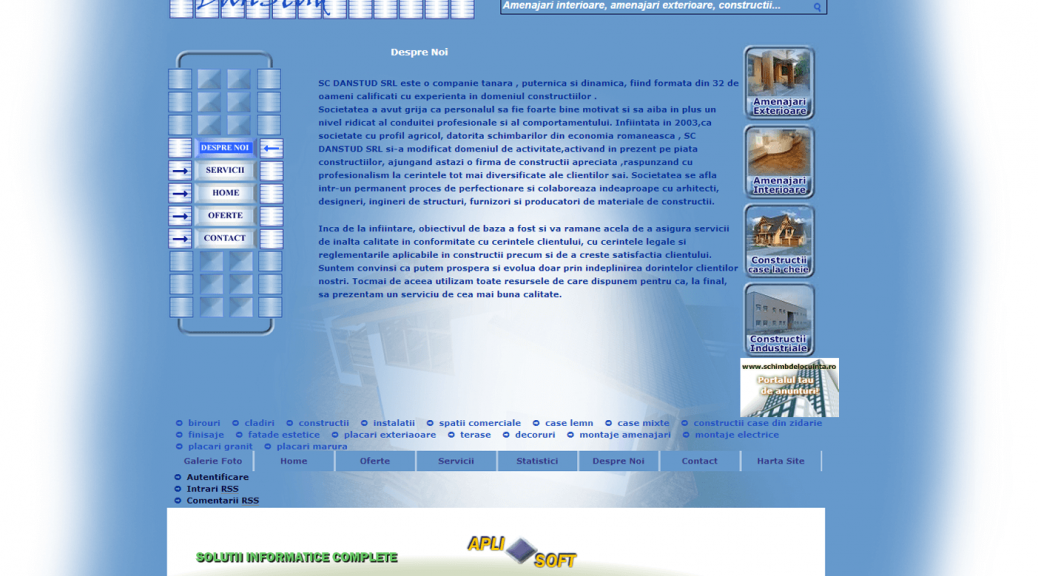 DanStud
Amenajari interioare, amenajari exterioare, constructii...
Despre Noi
SC DANSTUD SRL este o companie tanara , puternica si dinamica, fiind formata din 32 de
oameni calificati cu experienta in domeniul constructiilor .
Societatea a avut grija ca personalul sa fie foarte bine motivat si sa aiba in plus un
nivel ridicat al conduitei profesionale si al comportamentului. Infiintata in 2003,ca
societate cu profil agricol, datorita schimbarilor din economia romaneasca , SC
DANSTUD SRL si-a modificat domeniul de activitate,activand in prezent pe piata
constructiilor, ajungand astazi o firma de constructii apreciata ,raspunzand cu
profesionalism la cerintele tot mai diversificate ale clientilor sai. Societatea se afla
intr-un permanent proces de perfectionare si colaboreaza indeaproape cu arhitecti,
designeri, ingineri de structuri, furnizori si producatori de materiale de constructii.
Inca de la infiintare, obiectivul de baza a fost si va ramane acela de a asigura servicii
de inalta calitate in conformitate cu cerintele clientului, cu cerintele legale si
reglementarile aplicabile in constructii precum si de a creste satisfactia clientului.
Suntem convinsi ca putem prospera si evolua doar prin indeplinirea dorintelor clientilor
nostri. Tocmai de aceea utilizam toate resursele de care dispunem pentru ca, la final,
sa prezentam un serviciu de cea mai buna calitate.
DESPRE NOI
SERVICII
HOME
OFERTE
CONTACT
Amenajari
Exterioare
Amenajari
Interioare
Constructii
case la cheie
Constructii
Industriale
www.schimbdelocuinta.ro
Portalul tau
de anunturi!
birouri cladiri constructii instalatii spatii comerciale case lemn case mixte constructii case din zidarie
finisaje fatade estetice placari exteriaoare terase decoruri montaje amenajari montaje electrice
placari granit placari marura
Galerie Foto Home Oferte Servicii Statistici Despre Noi Contact Harta Site
Autentificare
Intrari RSS
Comentarii RSS
SOLUTII INFORMATICE COMPLETE
APLI
SOFT